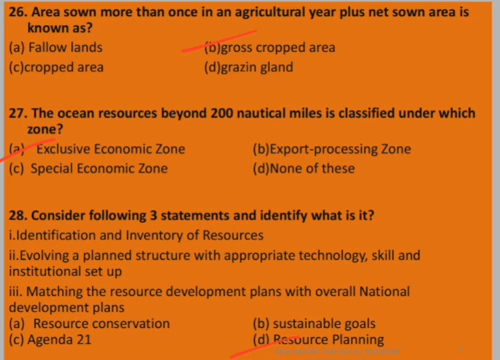 26. Area sown more than once in an agricultural year plus net sown area is
known as?
(a) Fallow lands (b)gross cropped area
(c)cropped area (d)grazin gland
27. The ocean resources beyond 200 nautical miles is classified under which
zone?
(a) Exclusive Economic Zone (b)Export-processing Zone
(c) Special Economic Zone (d)None of these
28. Consider following 3 statements and identify what is it?
i.Identification and Inventory of Resources
ii.Evolving a planned structure with appropriate technology, skill and
institutional set up
iii. Matching the resource development plans with overall National
development plans
(a) Resource conservation (b) sustainable goals
(c) Agenda 21 (d) Resource Planning